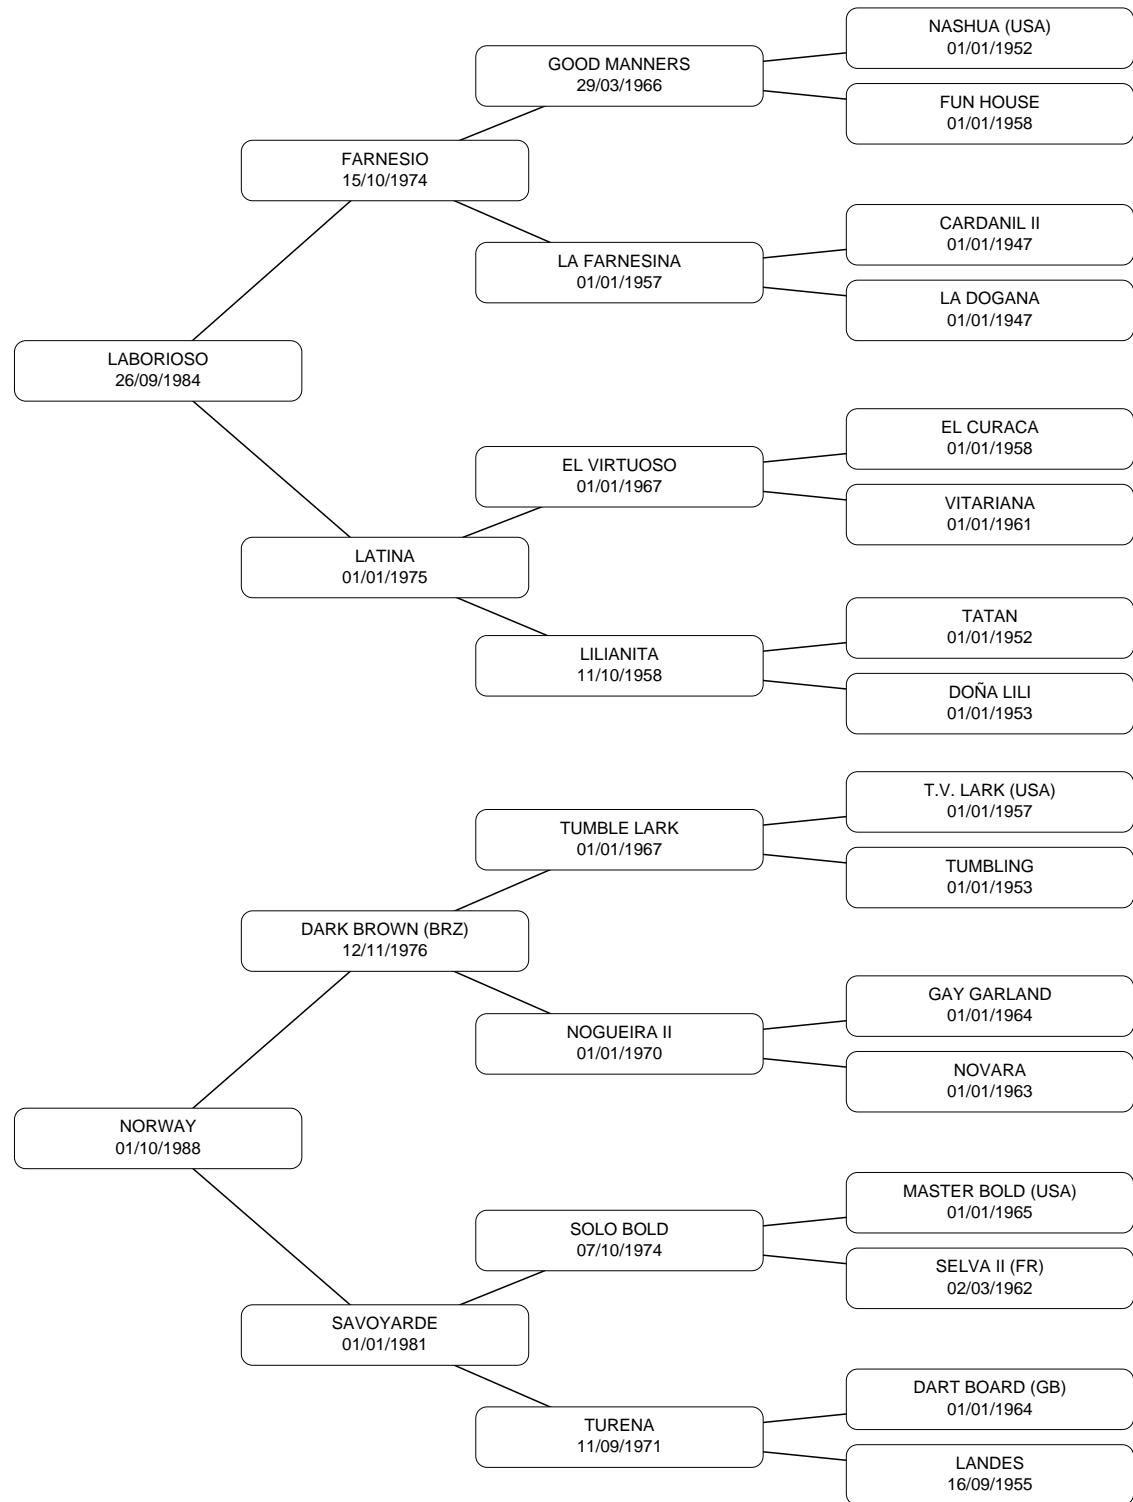 NASHUA (USA)
01/01/1952
GOOD MANNERS
29/03/1966
FUN HOUSE
01/01/1958
FARNESIO
15/10/1974
CARDANIL II
01/01/1947
LA FARNESINA
01/01/1957
LA DOGANA
01/01/1947
LABORIOSO
26/09/1984
EL CURACA
01/01/1958
EL VIRTUOSO
01/01/1967
VITARIANA
01/01/1961
LATINA
01/01/1975
TATAN
01/01/1952
LILIANITA
11/10/1958
DOÑA LILI
01/01/1953
T.V. LARK (USA)
01/01/1957
TUMBLE LARK
01/01/1967
TUMBLING
01/01/1953
DARK BROWN (BRZ)
12/11/1976
GAY GARLAND
01/01/1964
NOGUEIRA II
01/01/1970
NOVARA
01/01/1963
NORWAY
01/10/1988
MASTER BOLD (USA)
01/01/1965
SOLO BOLD
07/10/1974
SELVA II (FR)
02/03/1962
SAVOYARDE
01/01/1981
DART BOARD (GB)
01/01/1964
TURENA
11/09/1971
LANDES
16/09/1955